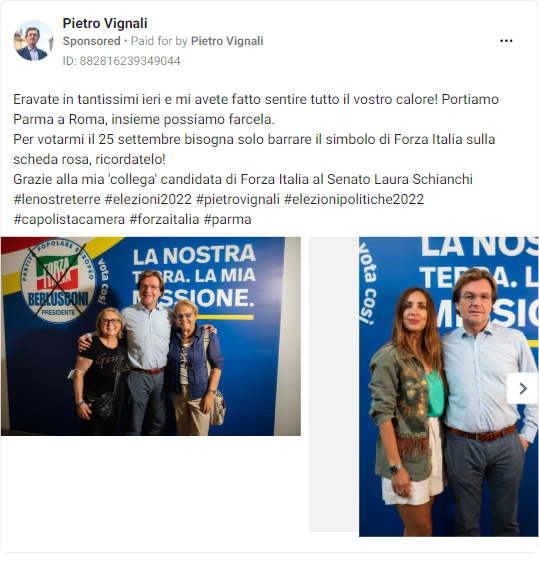 Pietro Vignali
Sponsored • Paid for by Pietro Vignali
ID: 882816239349044
Eravate in tantissimi ieri e mi avete fatto sentire tutto il vostro calore! Portiamo
Parma a Roma, insieme possiamo farcela.
Per votarmi il 25 settembre bisogna solo barrare il simbolo di Forza Italia sulla
scheda rosa, ricordatelo!
Grazie alla mia 'collega' candidata di Forza Italia al Senato Laura Schianchi
#lenostreterre #elezioni2022 #pietrovignali #elezionipolitiche2022
#capolistacamera #forzaitalia #parma
PARTITO POPOLARE EUROPEO
FORZA
ITALIA
BERLUSCONI
PRESIDENTE
vota così
LA NOSTRA
TERRA. LA MIA
MISSIONE.
vota così
LA NOS
TERRA. L
MISSIO